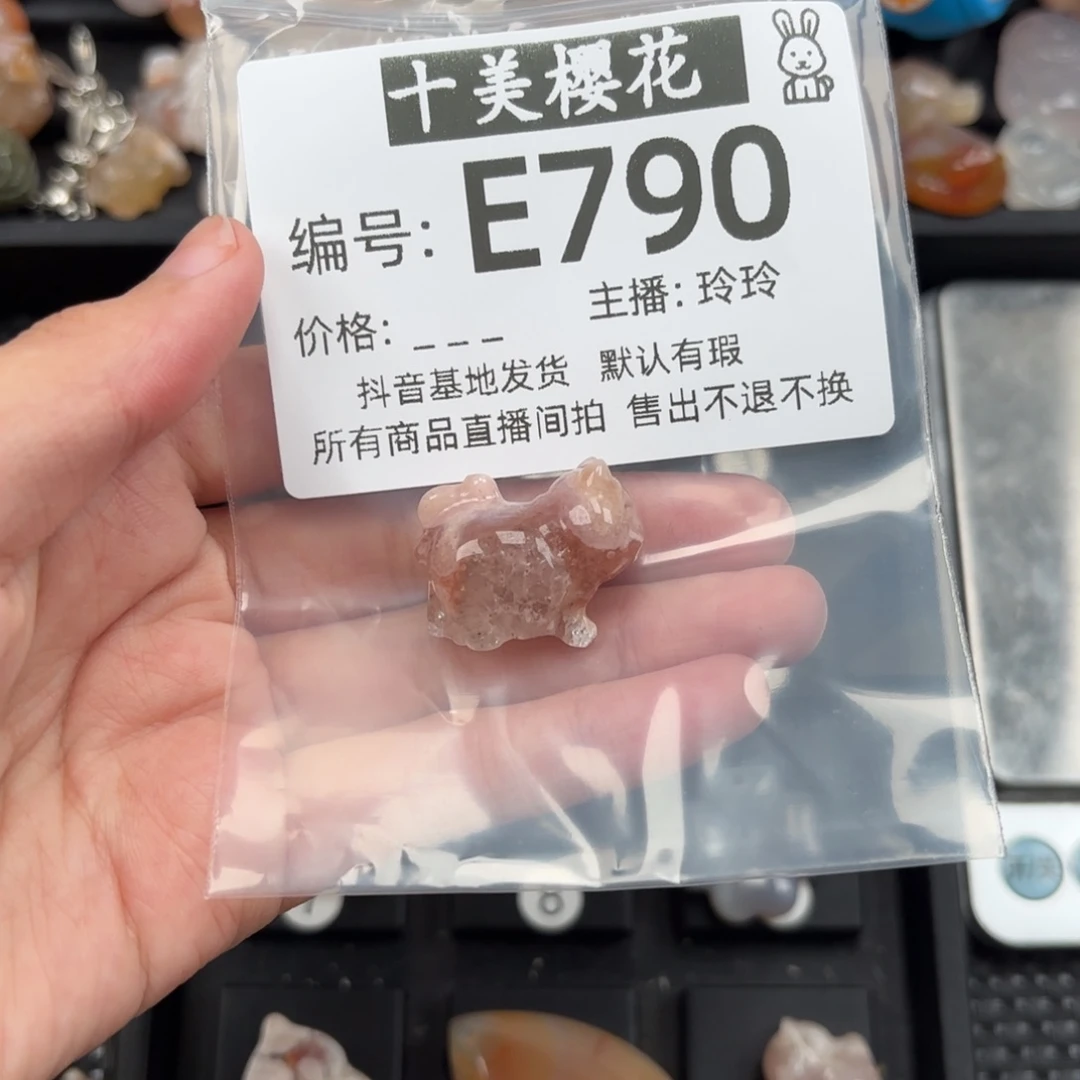 十美樱花
编号: E790
价格: _ _ _ 主播: 玲玲
抖音基地发货 默认有瑕
所有商品直播间拍 售出不退不换